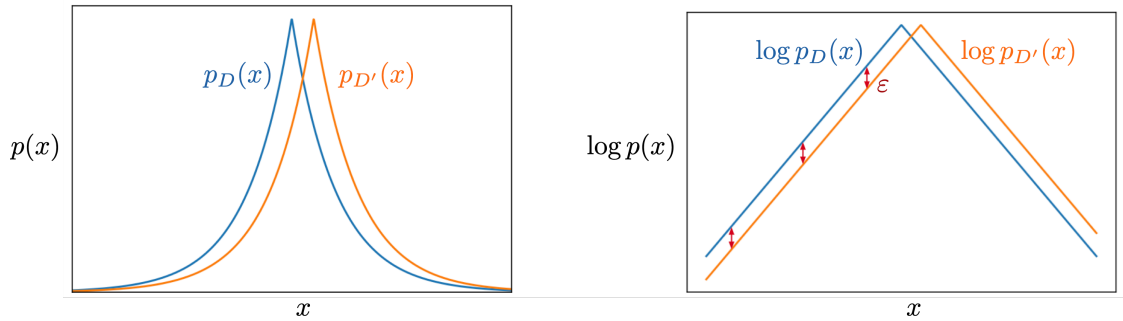 p_D(x)
p_{D'}(x)
p(x)
x
log p_D(x)
log p_{D'}(x)
ε
log p(x)
x